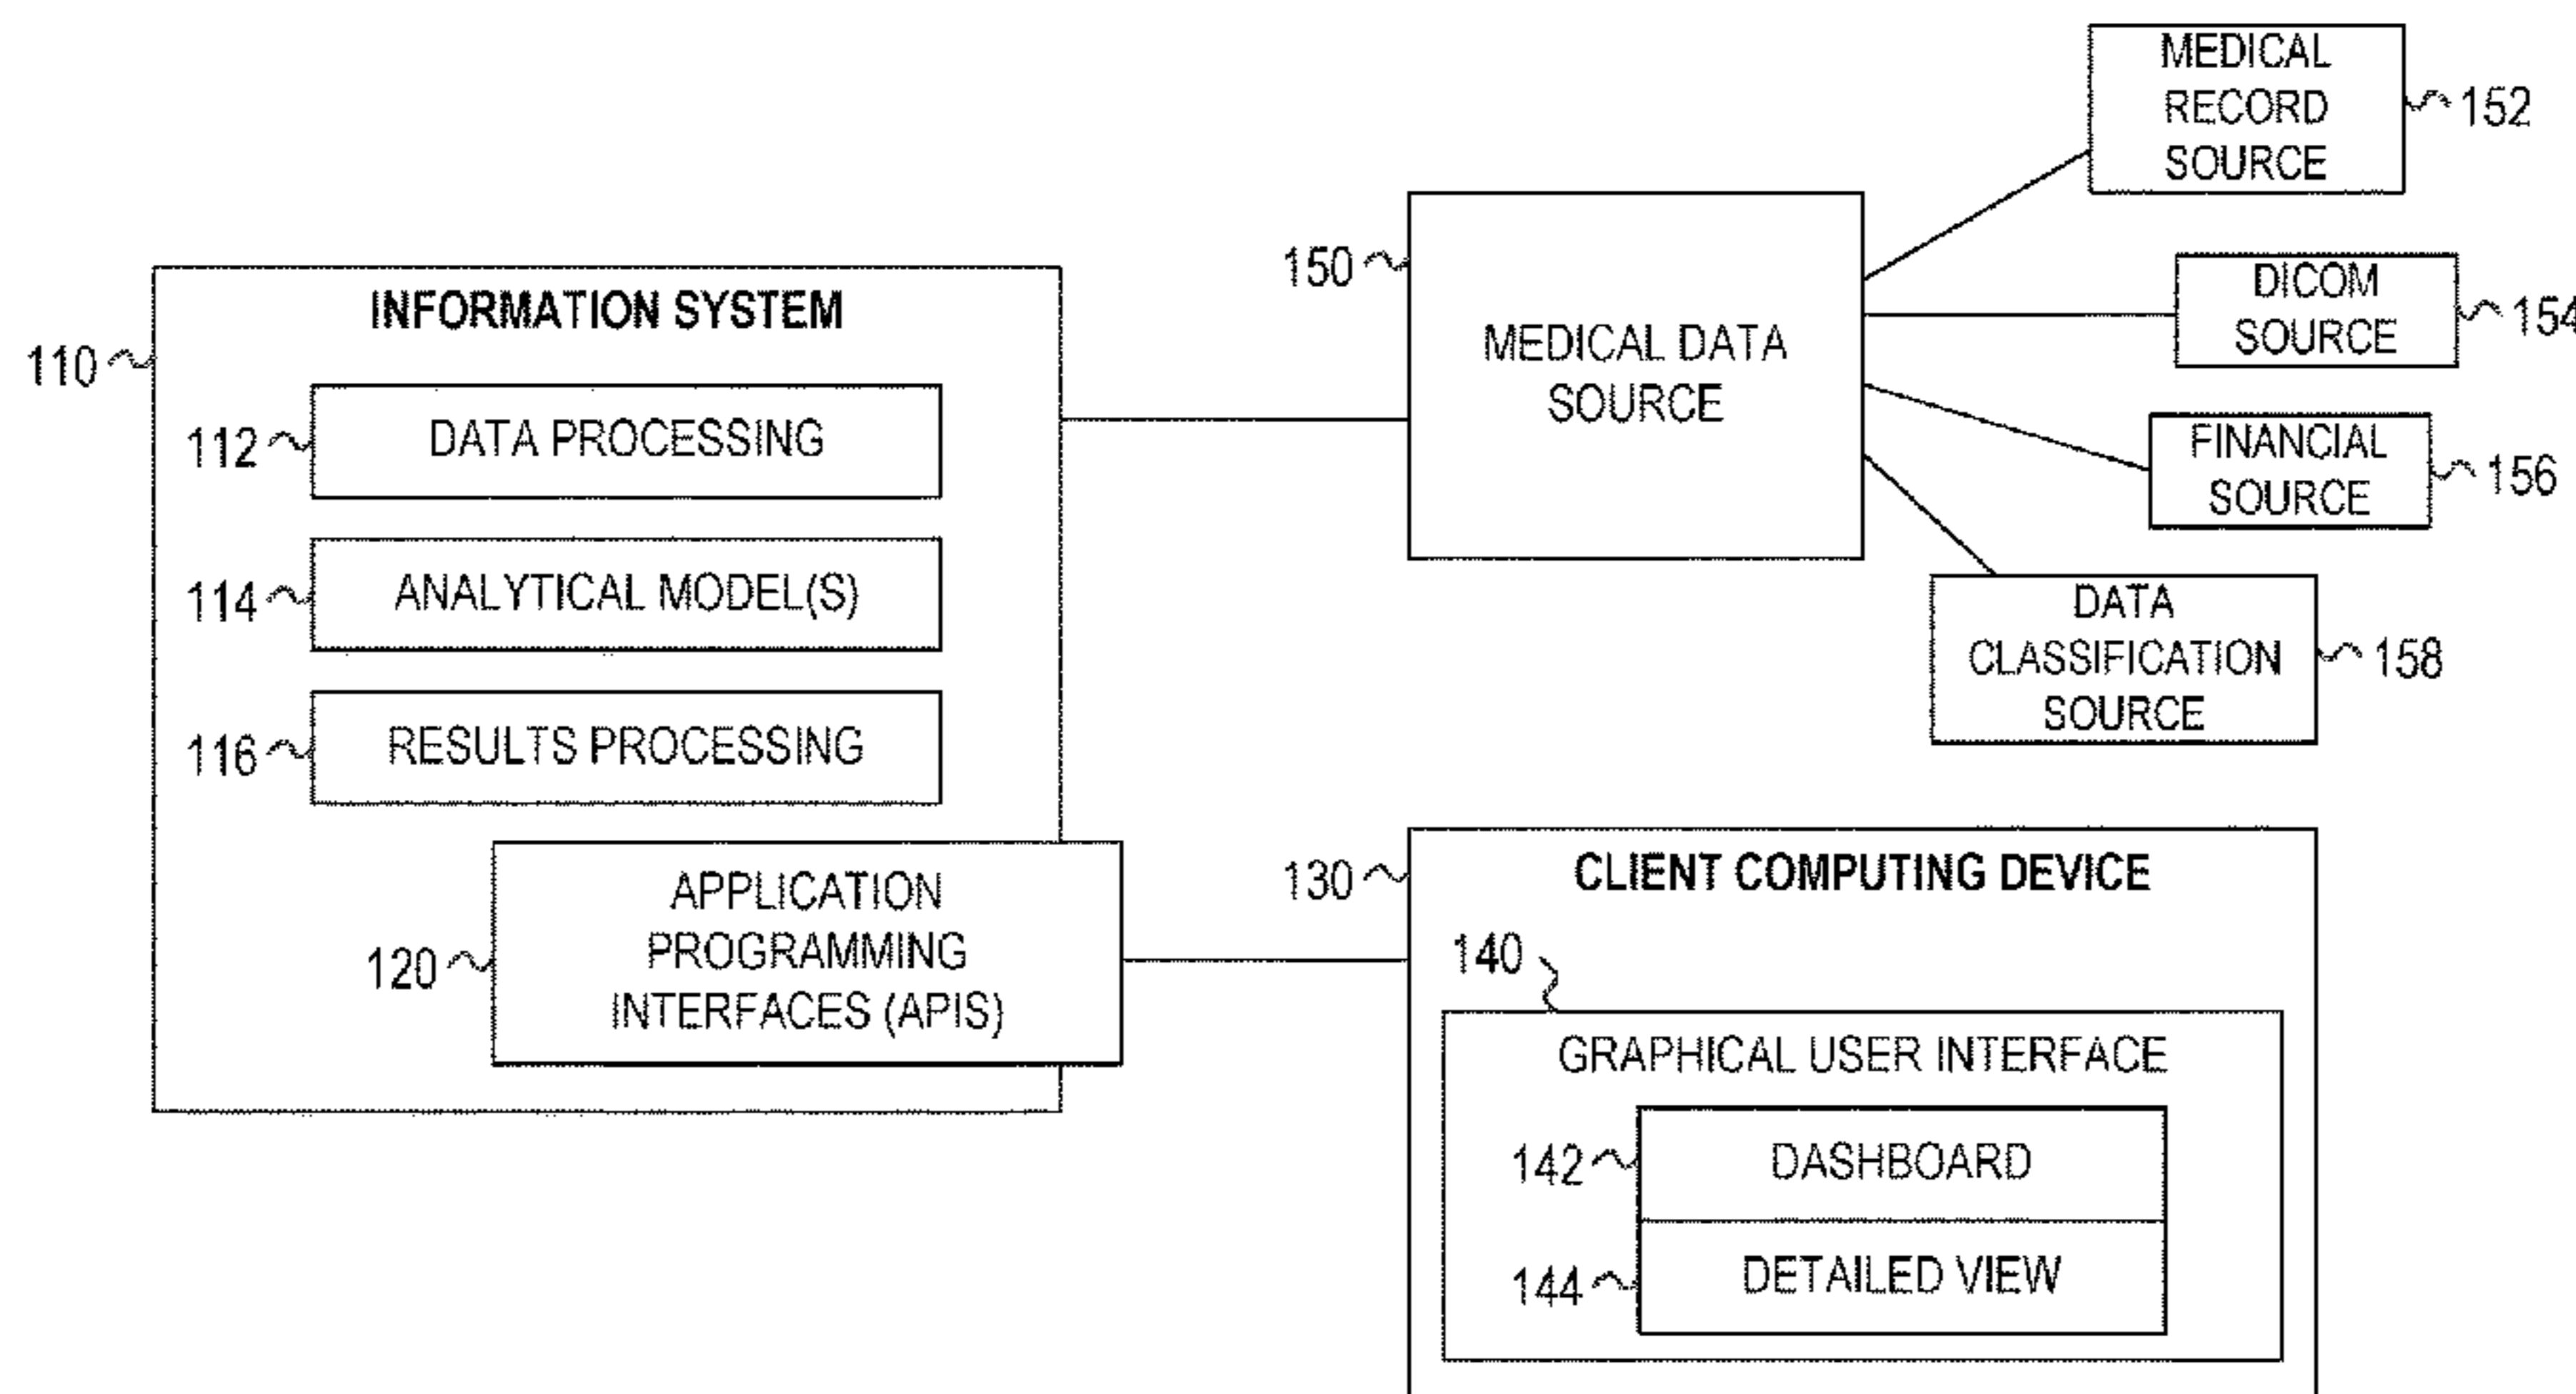 INFORMATION SYSTEM
110
112
DATA PROCESSING
114
ANALYTICAL MODEL(S)
116
RESULTS PROCESSING
120
APPLICATION
PROGRAMMING
INTERFACES (APIS)
150
MEDICAL DATA
SOURCE
MEDICAL
RECORD
SOURCE
152
DICOM
SOURCE
154
FINANCIAL
SOURCE
156
DATA
CLASSIFICATION
SOURCE
158
130
CLIENT COMPUTING DEVICE
140
GRAPHICAL USER INTERFACE
142
DASHBOARD
144
DETAILED VIEW